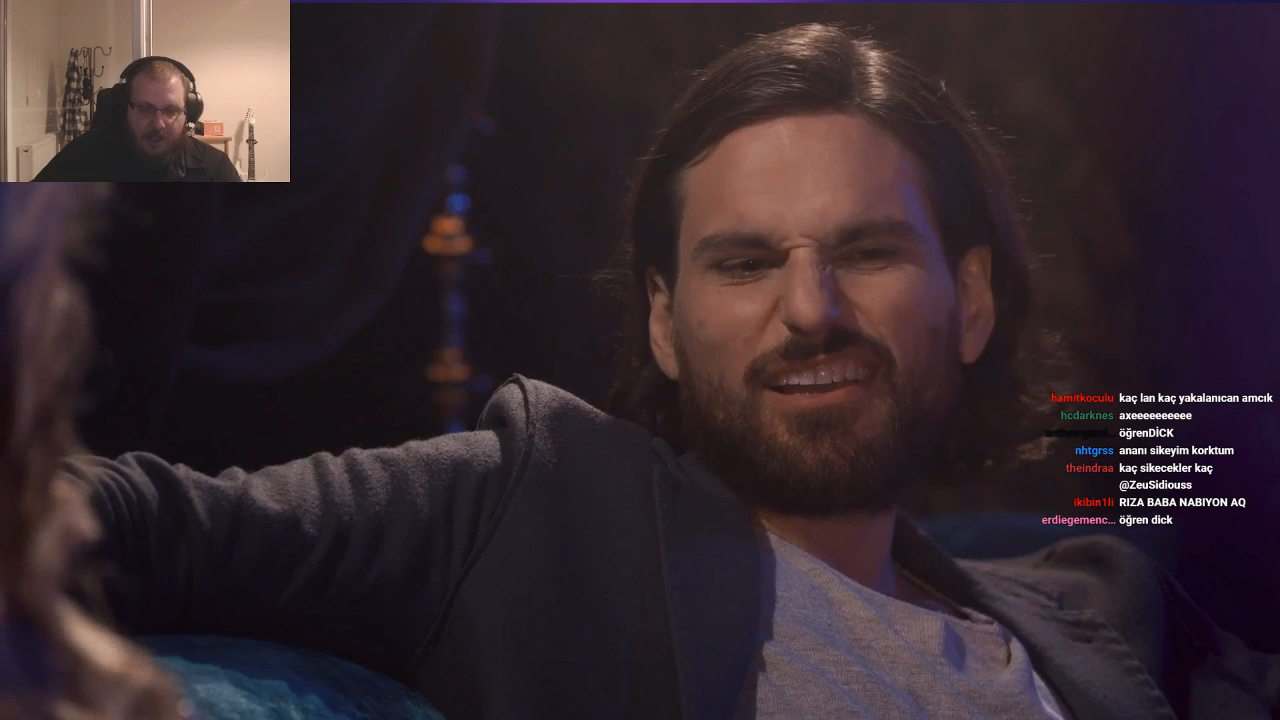 hamitkoculu kaç lan kaç yakalanıcan amcık
hcdarknes axeeeeeeeeee
öğrenDİCK
nhtgrss ananı sikeyim korktum
theindraa kaç sikecekler kaç
@ZeuSidiouss
ikibin1li RIZA BABA NABIYON AQ
erdiegemenc... öğren dick